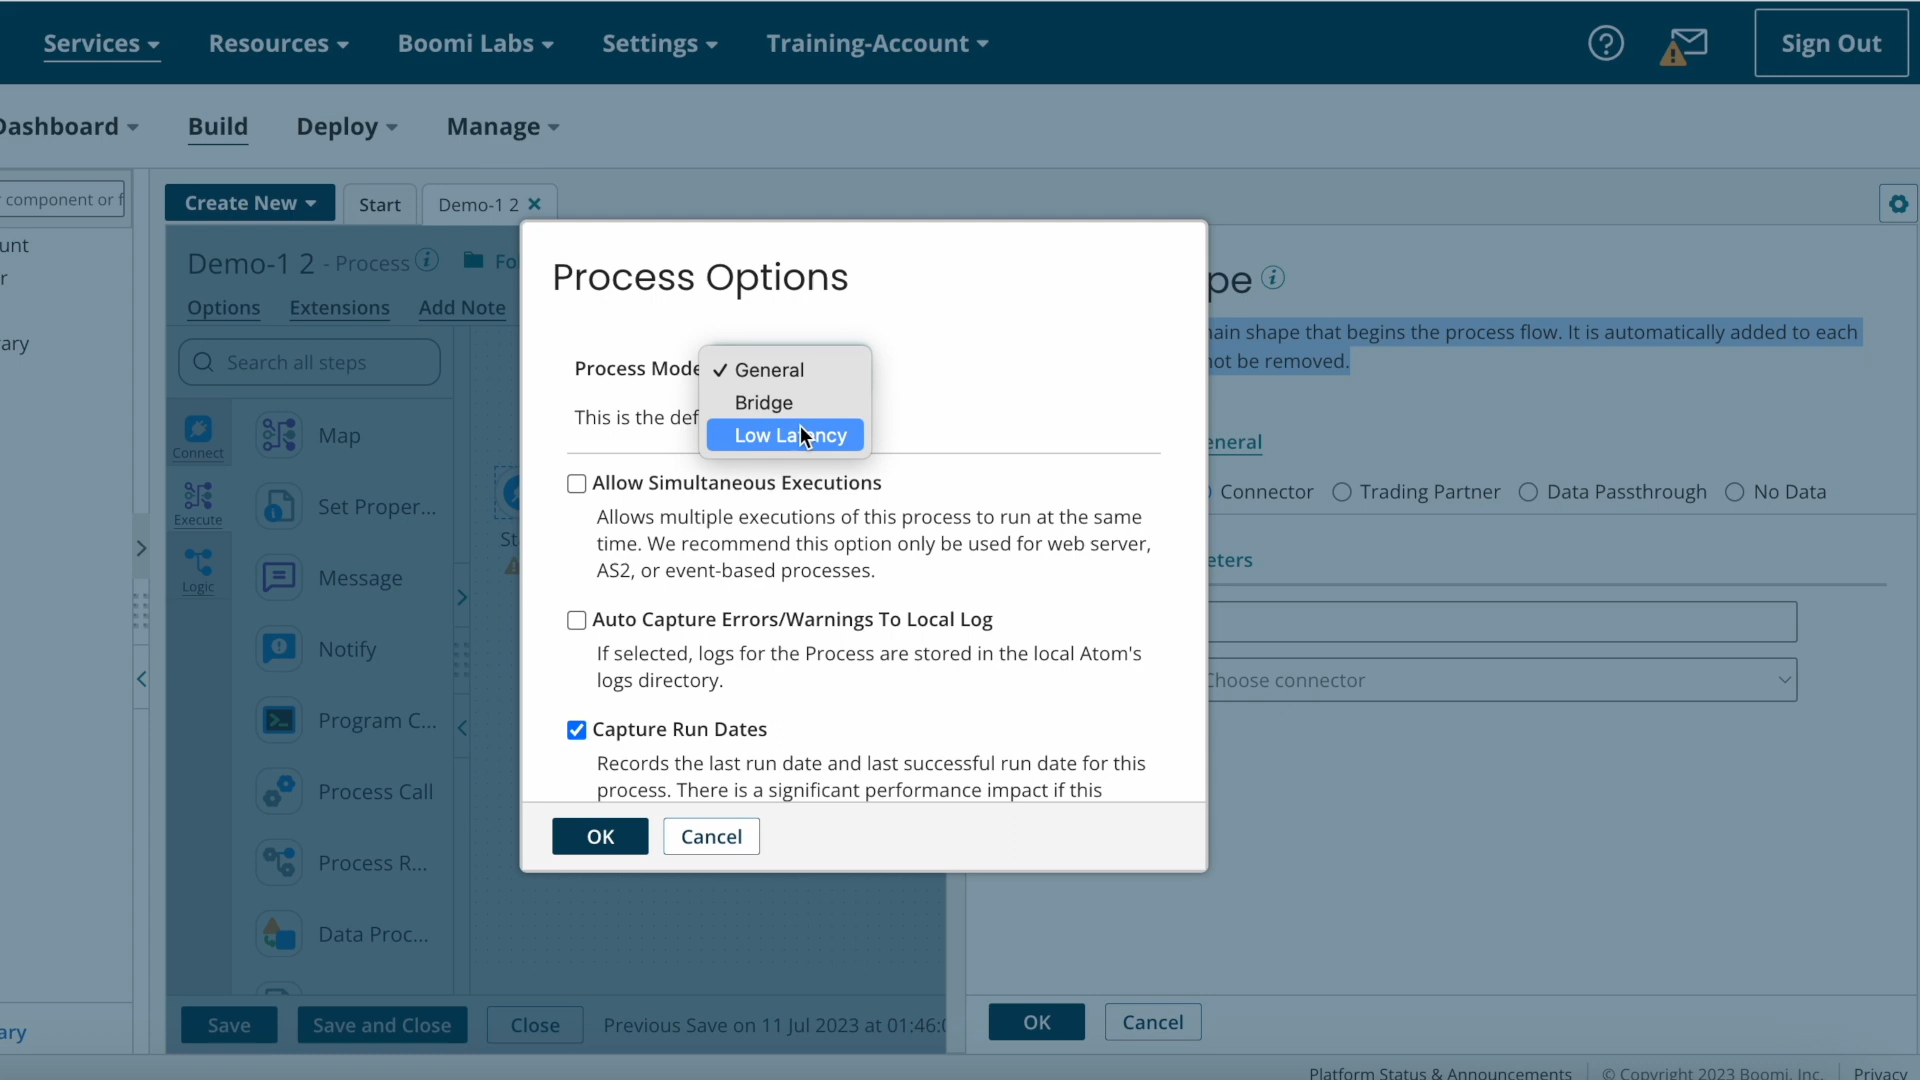 Services
Resources
Boomi Labs
Settings
Training-Account
Sign Out
Dashboard
Build
Deploy
Manage
component or f
Create New
Start
Demo-1 2
unt
r
ary
Demo-1 2 - Process
Fo
Options
Extensions
Add Note
Search all steps
Connect
Execute
Logic
Map
Set Proper...
Message
Notify
Program C...
Process Call
Process R...
Data Proc...
St
Process Options
Process Mode
General
Bridge
Low Latency
This is the def
Allow Simultaneous Executions
Allows multiple executions of this process to run at the same
time. We recommend this option only be used for web server,
AS2, or event-based processes.
Auto Capture Errors/Warnings To Local Log
If selected, logs for the Process are stored in the local Atom's
logs directory.
Capture Run Dates
Records the last run date and last successful run date for this
process. There is a significant performance impact if this
OK
Cancel
pe
ain shape that begins the process flow. It is automatically added to each
not be removed.
eneral
Connector
Trading Partner
Data Passthrough
No Data
eters
Choose connector
ary
Save
Save and Close
Close
Previous Save on 11 Jul 2023 at 01:46:0
OK
Cancel
Platform Status & Announcements
© Copyright 2023 Boomi, Inc.
Privacy